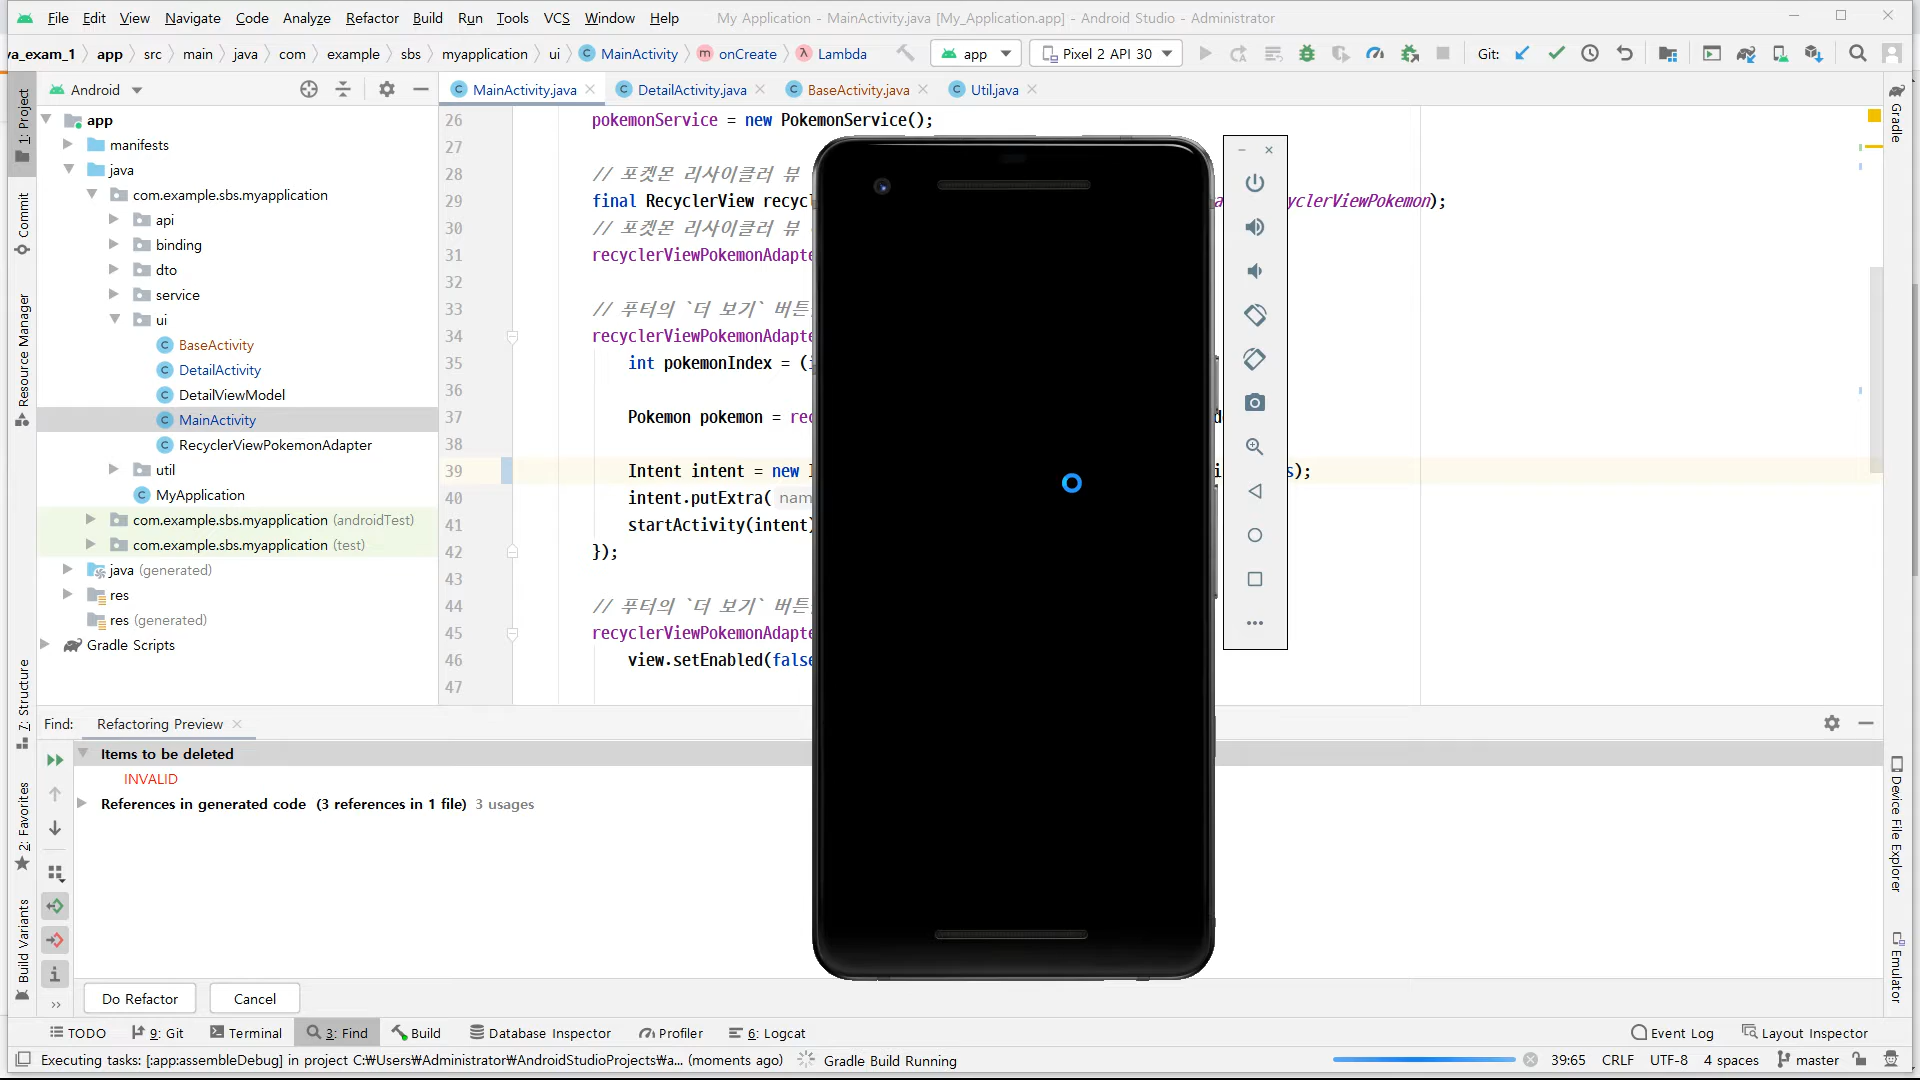 File Edit View Navigate Code Analyze Refactor Build Run Tools VCS Window Help My Application - MainActivity.java [My_Application.app] - Android Studio - Administrator
va_exam_1 app src main java com example sbs myapplication ui MainActivity onCreate Lambda app Pixel 2 API 30 Git:
Android
MainActivity.java DetailActivity.java BaseActivity.java Util.java
app
manifests
java
com.example.sbs.myapplication
api
binding
dto
service
ui
BaseActivity
DetailActivity
DetailViewModel
MainActivity
RecyclerViewPokemonAdapter
util
MyApplication
com.example.sbs.myapplication (androidTest)
com.example.sbs.myapplication (test)
java (generated)
res
res (generated)
Gradle Scripts
26 pokemonService = new PokemonService();
27
28 // 포켓몬 리사이클러 뷰
29 final RecyclerView recycl yclerViewPokemon);
30 // 포켓몬 리사이클러 뷰
31 recyclerViewPokemonAdapte
32
33 // 푸터의 `더 보기` 버튼
34 recyclerViewPokemonAdapte
35 int pokemonIndex = (
36
37 Pokemon pokemon = rec
38
39 Intent intent = new s);
40 intent.putExtra( nam
41 startActivity(intent)
42 });
43
44 // 푸터의 `더 보기` 버튼
45 recyclerViewPokemonAdapte
46 view.setEnabled(false
47
1: Project
Commit
Resource Manager
7: Structure
2: Favorites
Build Variants
Gradle
Device File Explorer
Emulator
Find: Refactoring Preview
Items to be deleted
INVALID
References in generated code (3 references in 1 file) 3 usages
Do Refactor Cancel
TODO 9: Git Terminal 3: Find Build Database Inspector Profiler 6: Logcat Event Log Layout Inspector
Executing tasks: [:app:assembleDebug] in project C:₩Users₩Administrator₩AndroidStudioProjects₩a... (moments ago) Gradle Build Running 39:65 CRLF UTF-8 4 spaces master